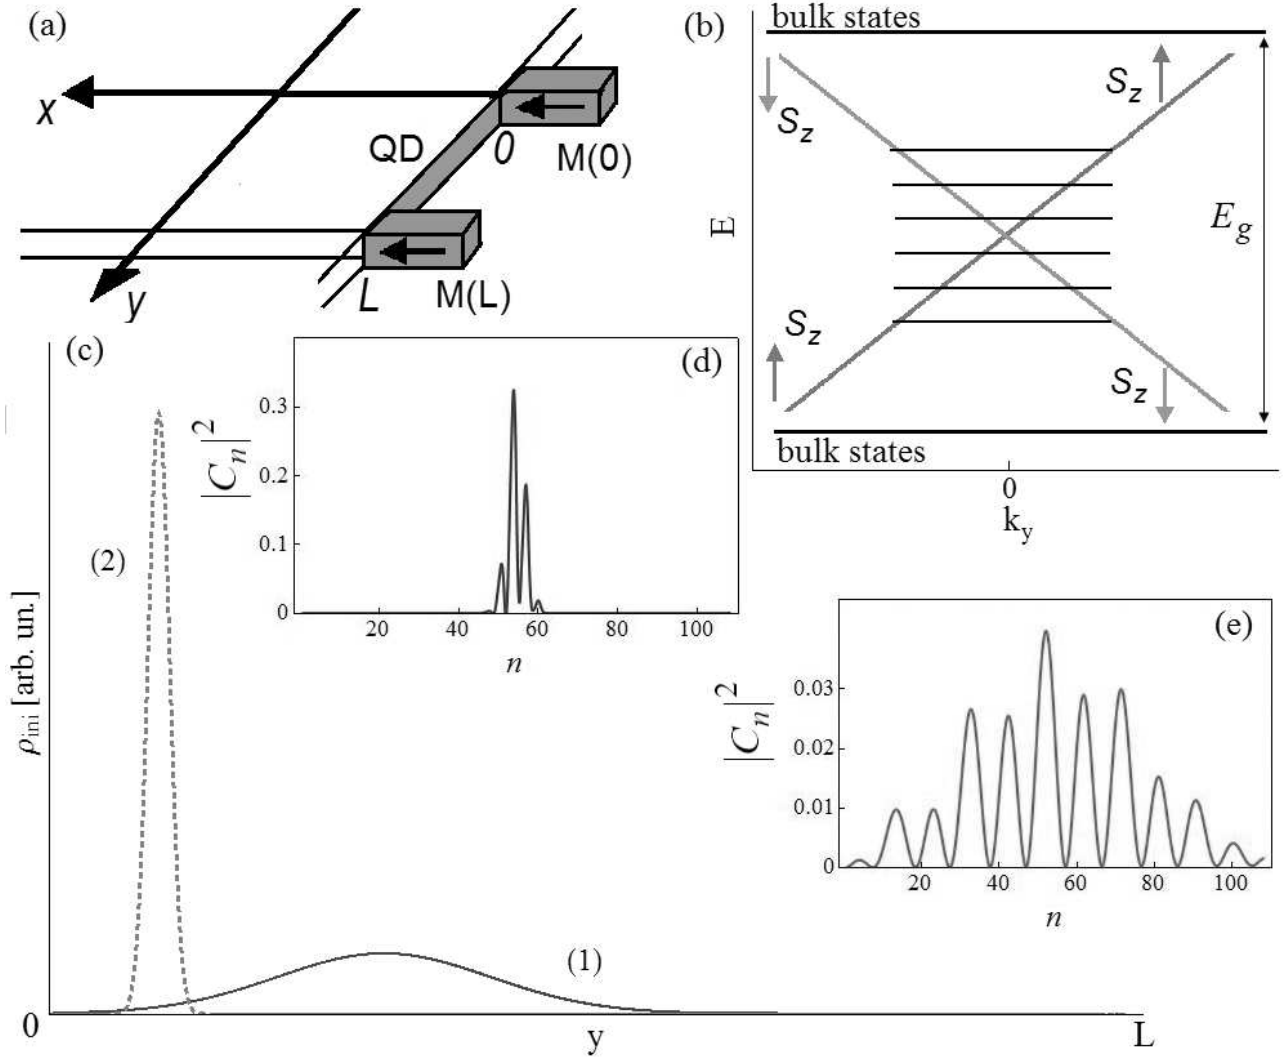 (a)
x
QD
0
M(0)
L
M(L)
y
(b)
bulk states
S_z
S_z
E
E_g
S_z
S_z
bulk states
0
k_y
(c)
(2)
ρ_ini [arb. un.]
(1)
0
y
L
(d)
|C_n|^2
0.3
0.2
0.1
0
20 40 60 80 100
n
(e)
|C_n|^2
0.03
0.02
0.01
0
20 40 60 80 100
n